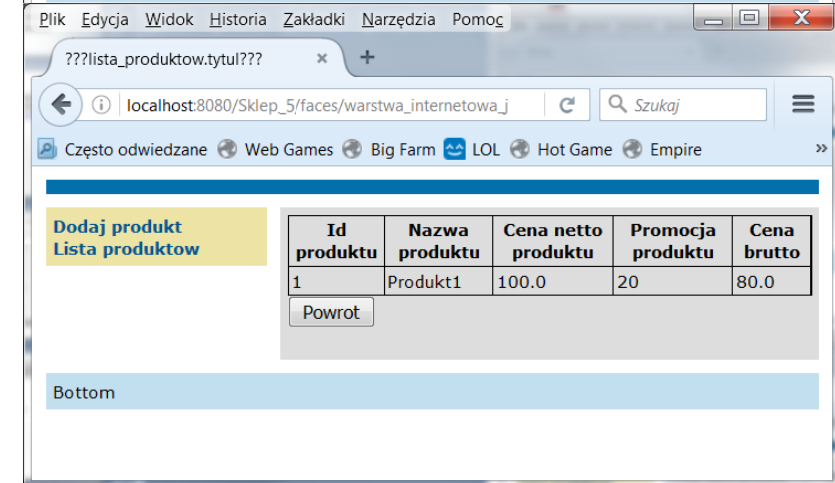 Plik Edycja Widok Historia Zakładki Narzędzia Pomoc
???lista_produktow.tytul???
localhost:8080/Sklep_5/faces/warstwa_internetowa_j
Szukaj
Często odwiedzane Web Games Big Farm LOL Hot Game Empire
Dodaj produkt
Lista produktow
Id produktu Nazwa produktu Cena netto produktu Promocja produktu Cena brutto
1 Produkt1 100.0 20 80.0
Powrot
Bottom